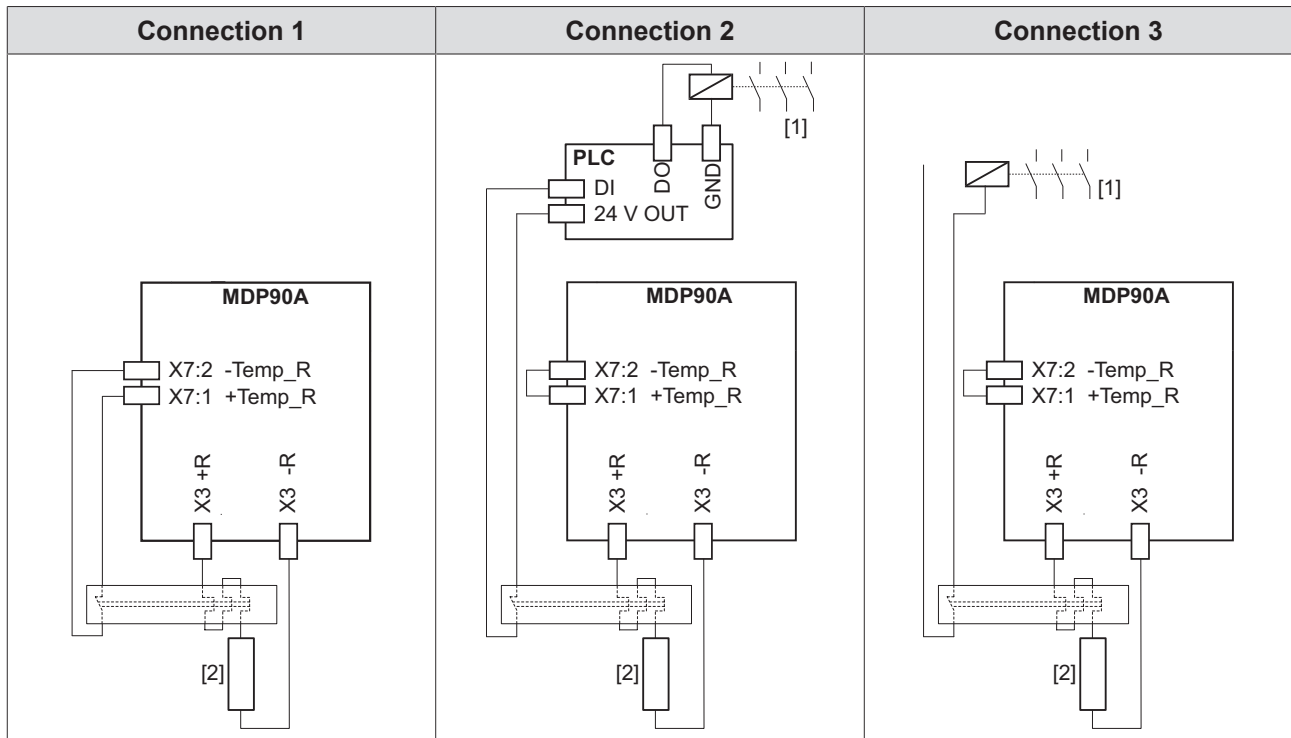 Connection 1
Connection 2
Connection 3
[1]
PLC
DO
GND
DI
24 V OUT
[1]
MDP90A
X7:2 -Temp_R
X7:1 +Temp_R
X3 +R
X3 -R
[2]
MDP90A
X7:2 -Temp_R
X7:1 +Temp_R
X3 +R
X3 -R
[2]
MDP90A
X7:2 -Temp_R
X7:1 +Temp_R
X3 +R
X3 -R
[2]